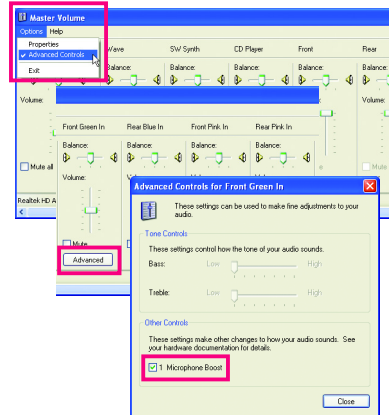 Master Volume
Options Help
Properties
Advanced Controls
Exit
Wave SW Synth CD Player Front Rear
Balance: Balance: Balance: Balance: Balance:
Volume: Volume:
Mute all Mute
Realtek HD A
Front Green In Rear Blue In Front Pink In Rear Pink In
Balance: Balance: Balance: Balance:
Volume:
Mute
Advanced
Advanced Controls for Front Green In
These settings can be used to make fine adjustments to your
audio.
Tone Controls
These settings control how the tone of your audio sounds.
Bass: Low High
Treble: Low High
Other Controls
These settings make other changes to how your audio sounds. See
your hardware documentation for details.
1 Microphone Boost
Close